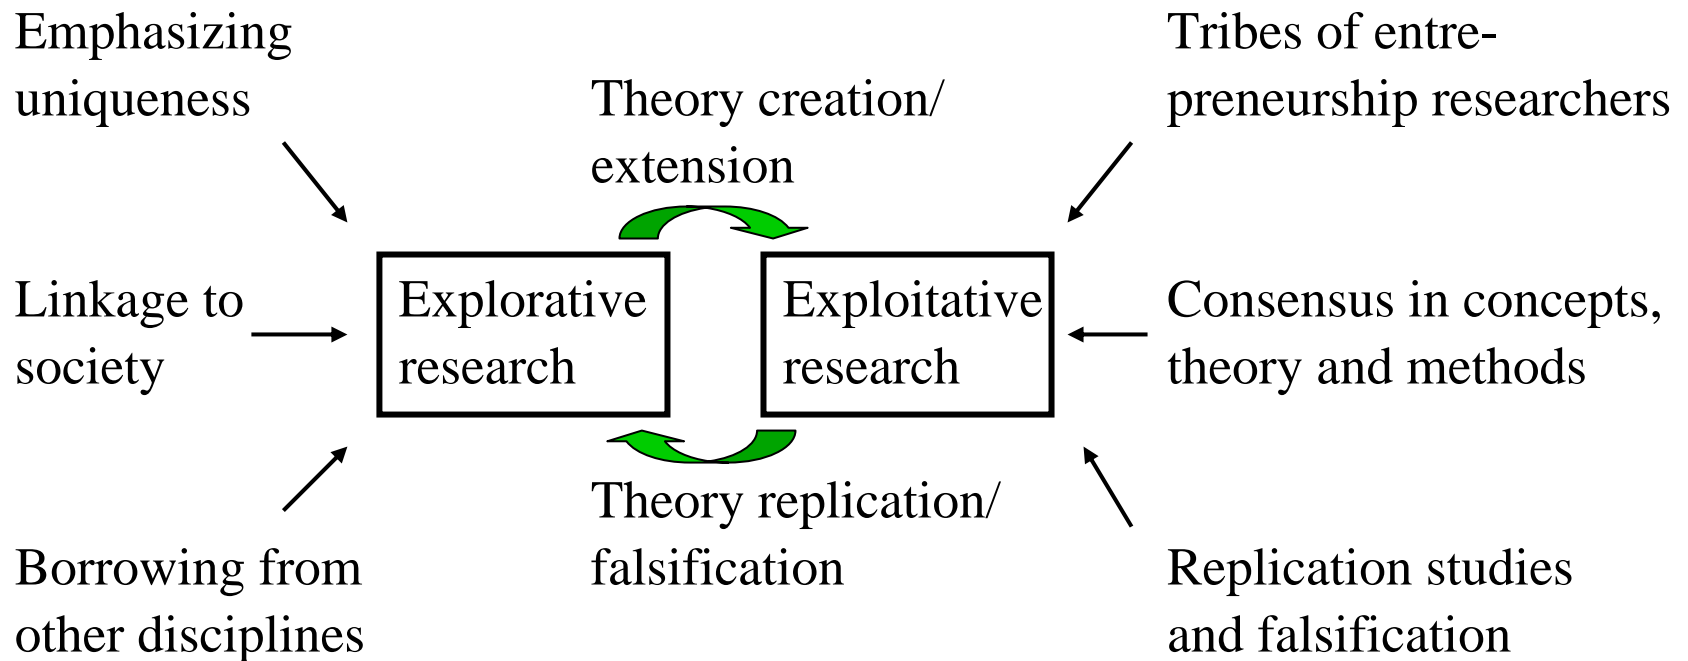 Emphasizing
uniqueness
Theory creation/
extension
Tribes of entre-
preneurship researchers
Linkage to
society
Explorative
research
Exploitative
research
Consensus in concepts,
theory and methods
Borrowing from
other disciplines
Theory replication/
falsification
Replication studies
and falsification